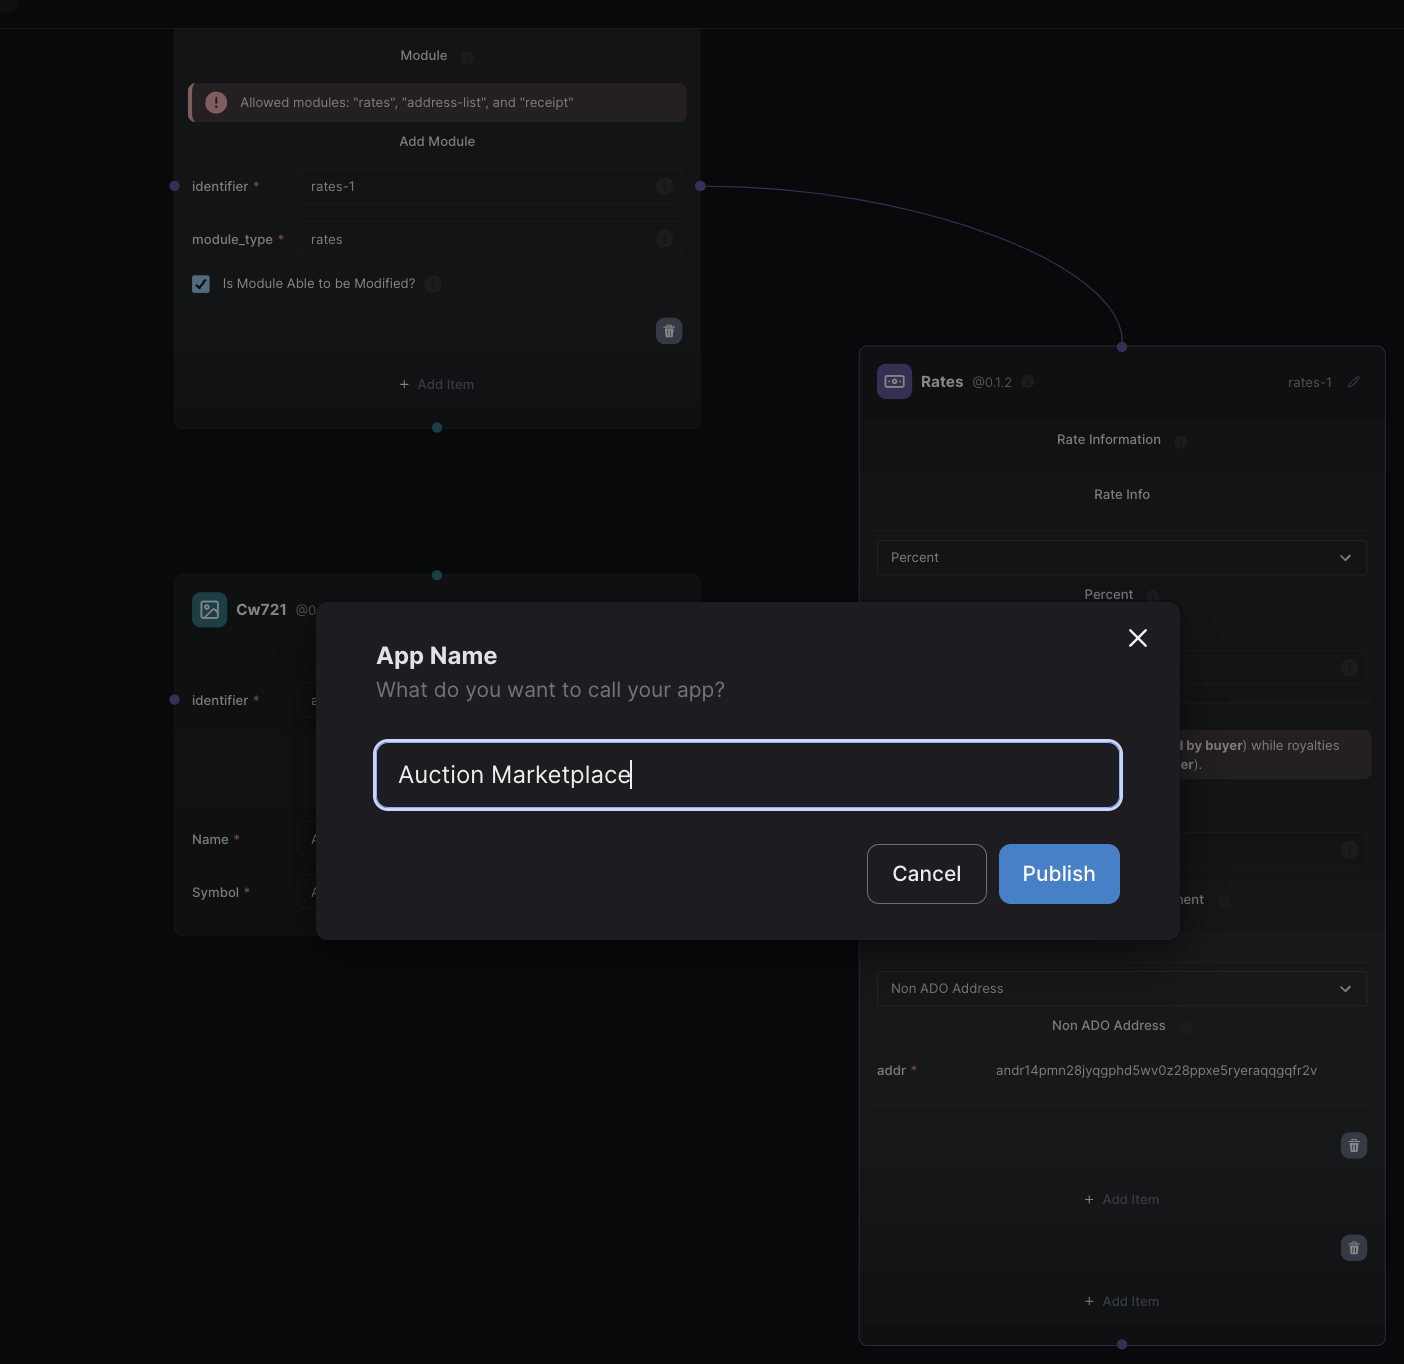 Module
Allowed modules: "rates", "address-list", and "receipt"
Add Module
identifier *
rates-1
module_type *
rates
Is Module Able to be Modified?
+ Add Item
Rates @0.1.2
rates-1
Rate Information
Rate Info
Percent
Percent
Cw721 @0
identifier *
by buyer) while royalties
er).
Name *
Symbol *
App Name
What do you want to call your app?
Auction Marketplace
Cancel
Publish
Non ADO Address
Non ADO Address
addr *
andr14pmn28jyqgphd5wv0z28ppxe5ryeraqqgqfr2v
+ Add Item
+ Add Item